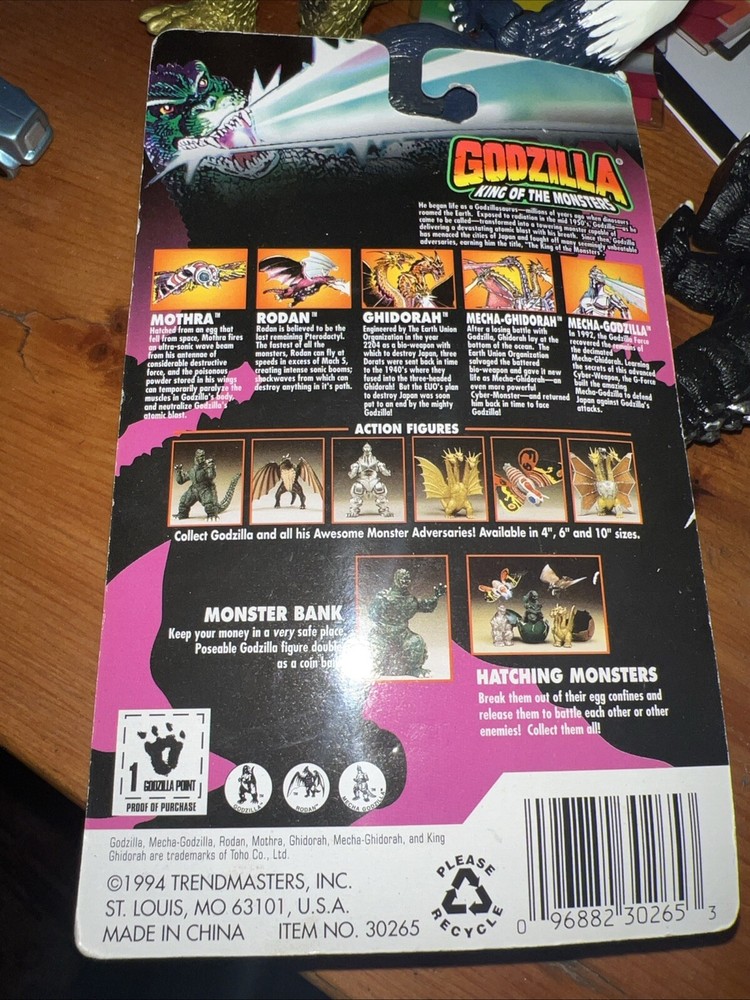 GODZILLA®
KING OF THE MONSTERS
He began life as a Godzillasaurus—millions of years ago when dinosaurs
roamed the Earth. Exposed to radiation in the mid 1950's, Godzilla—as he
came to be called—transformed into a towering monster capable of
delivering a devastating atomic blast with his breath. Since then, Godzilla
has menaced the cities of Japan and fought off many seemingly unbeatable
adversaries, earning him the title, "The King of the Monsters"
MOTHRA™
Hatched from an egg that
fell from space, Mothra fires
an ultra-sonic wave beam
from his antennae of
considerable destructive
force, and the poisonous
powder stored in his wings
can temporarily paralyze the
muscles in Godzilla's body,
and neutralize Godzilla's
atomic blast.
RODAN™
Rodan is believed to be the
last remaining Pterodactyl.
The fastest of all the
monsters, Rodan can fly at
speeds in excess of Mach 5,
creating intense sonic booms;
shockwaves from which can
destroy anything in it's path.
GHIDORAH™
Engineered by The Earth Union
Organization in the year
2204 as a bio-weapon with
which to destroy Japan, three
Dorats were sent back in time
to the 1940's where they
fused into the three-headed
Ghidorah! But the EUO's plan
to destroy Japan was soon
put to an end by the mighty
Godzilla!
MECHA-GHIDORAH™
After a losing battle with
Godzilla, Ghidorah lay at the
bottom of the ocean. The
Earth Union Organization
salvaged the battered
bio-weapon and gave it new
life as Mecha-Ghidorah—an
even more powerful
Cyber-Monster—and returned
him back in time to face
Godzilla!
MECHA-GODZILLA™
In 1992, the Godzilla Force
recovered the remains of
the decimated
Mecha-Ghidorah. Learning
the secrets of this advanced
Cyber-Weapon, the G-Force
built the amazing
Mecha-Godzilla to defend
Japan against Godzilla's
attacks.
ACTION FIGURES
Collect Godzilla and all his Awesome Monster Adversaries! Available in 4", 6" and 10" sizes.
MONSTER BANK
Keep your money in a very safe place.
Poseable Godzilla figure doubles
as a coin bank.
HATCHING MONSTERS
Break them out of their egg confines and
release them to battle each other or other
enemies! Collect them all!
1 GODZILLA POINT
PROOF OF PURCHASE
GODZILLA
RODAN
MECHA GODZILLA
Godzilla, Mecha-Godzilla, Rodan, Mothra, Ghidorah, Mecha-Ghidorah, and King
Ghidorah are trademarks of Toho Co., Ltd.
©1994 TRENDMASTERS, INC.
ST. LOUIS, MO 63101, U.S.A.
MADE IN CHINA ITEM NO. 30265
PLEASE
RECYCLE
0 96882 30265 3